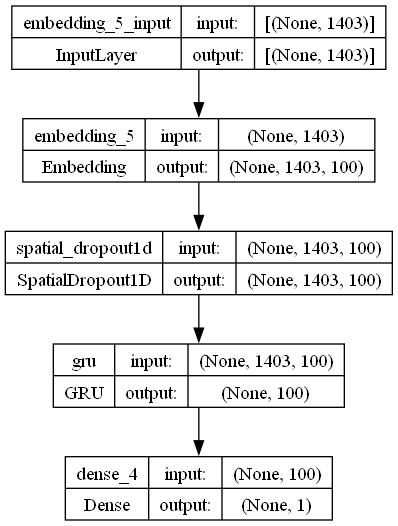 embedding_5_input input: [(None, 1403)]
InputLayer output: [(None, 1403)]
embedding_5 input: (None, 1403)
Embedding output: (None, 1403, 100)
spatial_dropout1d input: (None, 1403, 100)
SpatialDropout1D output: (None, 1403, 100)
gru input: (None, 1403, 100)
GRU output: (None, 100)
dense_4 input: (None, 100)
Dense output: (None, 1)